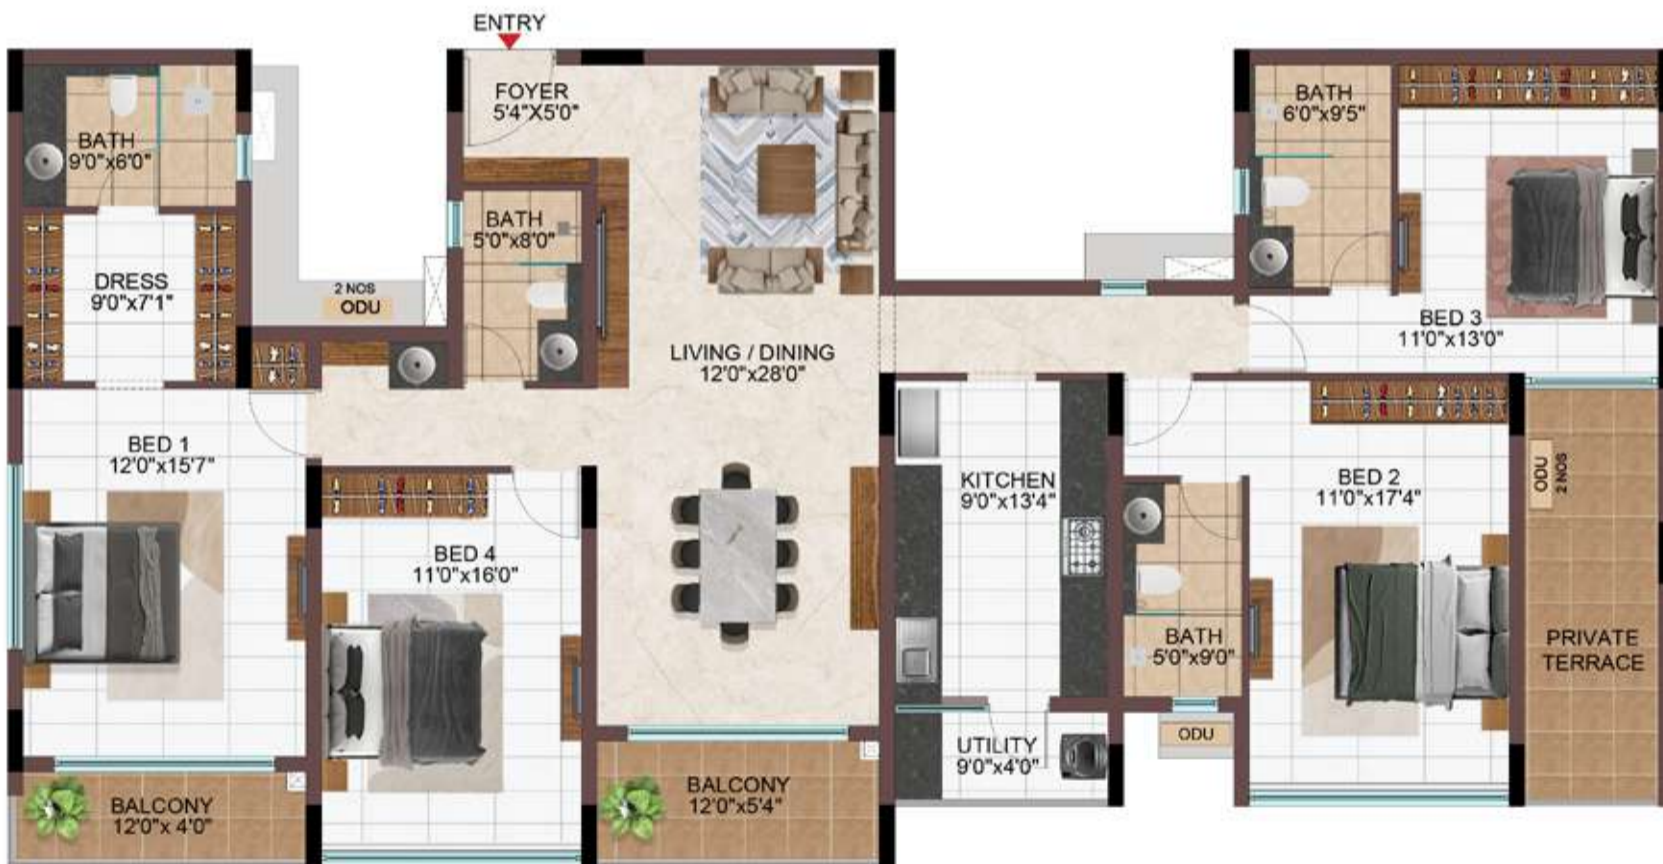 ENTRY
FOYER
5'4"X5'0"
BATH
9'0"x6'0"
BATH
6'0"x9'5"
BATH
5'0"x8'0"
DRESS
9'0"x7'1"
2 NOS
ODU
BED 3
11'0"x13'0"
LIVING / DINING
12'0"x28'0"
BED 1
12'0"x15'7"
KITCHEN
9'0"x13'4"
BED 2
11'0"x17'4"
ODU
2 NOS
BED 4
11'0"x16'0"
BATH
5'0"x9'0"
PRIVATE
TERRACE
ODU
UTILITY
9'0"x4'0"
BALCONY
12'0"x 4'0"
BALCONY
12'0"x5'4"